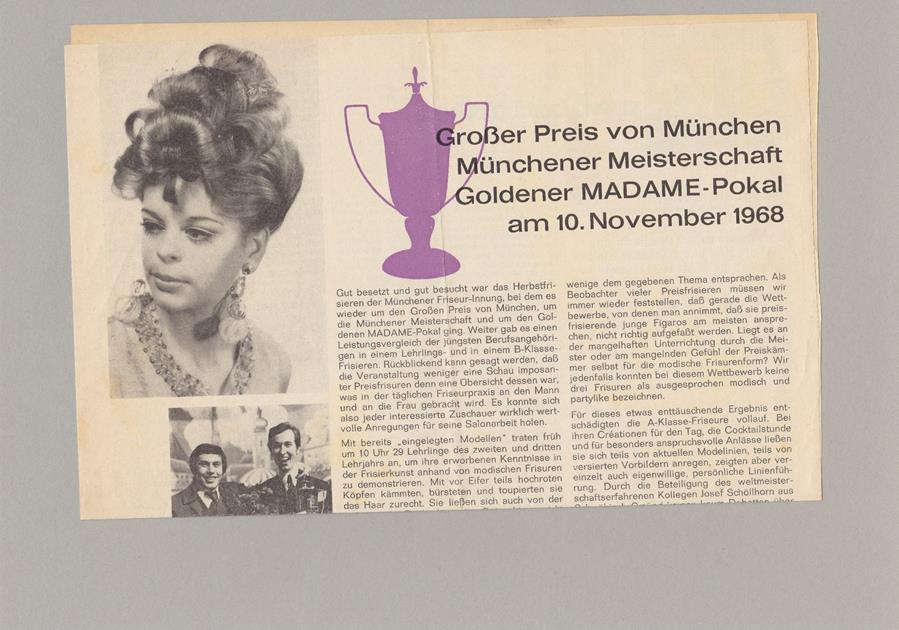 Großer Preis von München
Münchener Meisterschaft
Goldener MADAME-Pokal
am 10. November 1968
Gut besetzt und gut besucht war das Herbstfri-
sieren der Münchener Friseur-Innung, bei dem es
wieder um den Großen Preis von München, um
die Münchener Meisterschaft und um den Gol-
denen MADAME-Pokal ging. Weiter gab es einen
Leistungsvergleich der jüngsten Berufsangehöri-
gen in einem Lehrlings- und in einem B-Klasse-
Frisieren. Rückblickend kann gesagt werden, daß
die Veranstaltung weniger eine Schau imposan-
ter Preisfrisuren denn eine Übersicht dessen war,
was in der täglichen Friseurpraxis an den Mann
und an die Frau gebracht wird. Es konnte sich
also jeder interessierte Zuschauer wirklich wert-
volle Anregungen für seine Salonarbeit holen.
Mit bereits „eingelegten Modellen" traten früh
um 10 Uhr 29 Lehrlinge des zweiten und dritten
Lehrjahrs an, um ihre erworbenen Kenntnisse in
der Frisierkunst anhand von modischen Frisuren
zu demonstrieren. Mit vor Eifer teils hochroten
Köpfen kämmten, bürsteten und toupierten sie
das Haar zurecht. Sie ließen sich auch von der
wenige dem gegebenen Thema entsprachen. Als
Beobachter vieler Preisfrisieren müssen wir
immer wieder feststellen, daß gerade die Wett-
bewerbe, von denen man annimmt, daß sie preis-
frisierende junge Figaros am meisten anspre-
chen, nicht richtig aufgefaßt werden. Liegt es an
der mangelhaften Unterrichtung durch die Mei-
ster oder am mangelnden Gefühl der Preiskäm-
mer selbst für die modische Frisurenform? Wir
jedenfalls konnten bei diesem Wettbewerb keine
drei Frisuren als ausgesprochen modisch und
partylike bezeichnen.
Für dieses etwas enttäuschende Ergebnis ent-
schädigten die A-Klasse-Friseure vollauf. Bei
ihren Créationen für den Tag, die Cocktailstunde
und für besonders anspruchsvolle Anlässe ließen
sie sich teils von aktuellen Modelinien, teils von
versierten Vorbildern anregen, zeigten aber ver-
einzelt auch eigenwillige, persönliche Linienfüh-
rung. Durch die Beteiligung des weltmeister-
schaftserfahrenen Kollegen Josef Schöllhorn aus